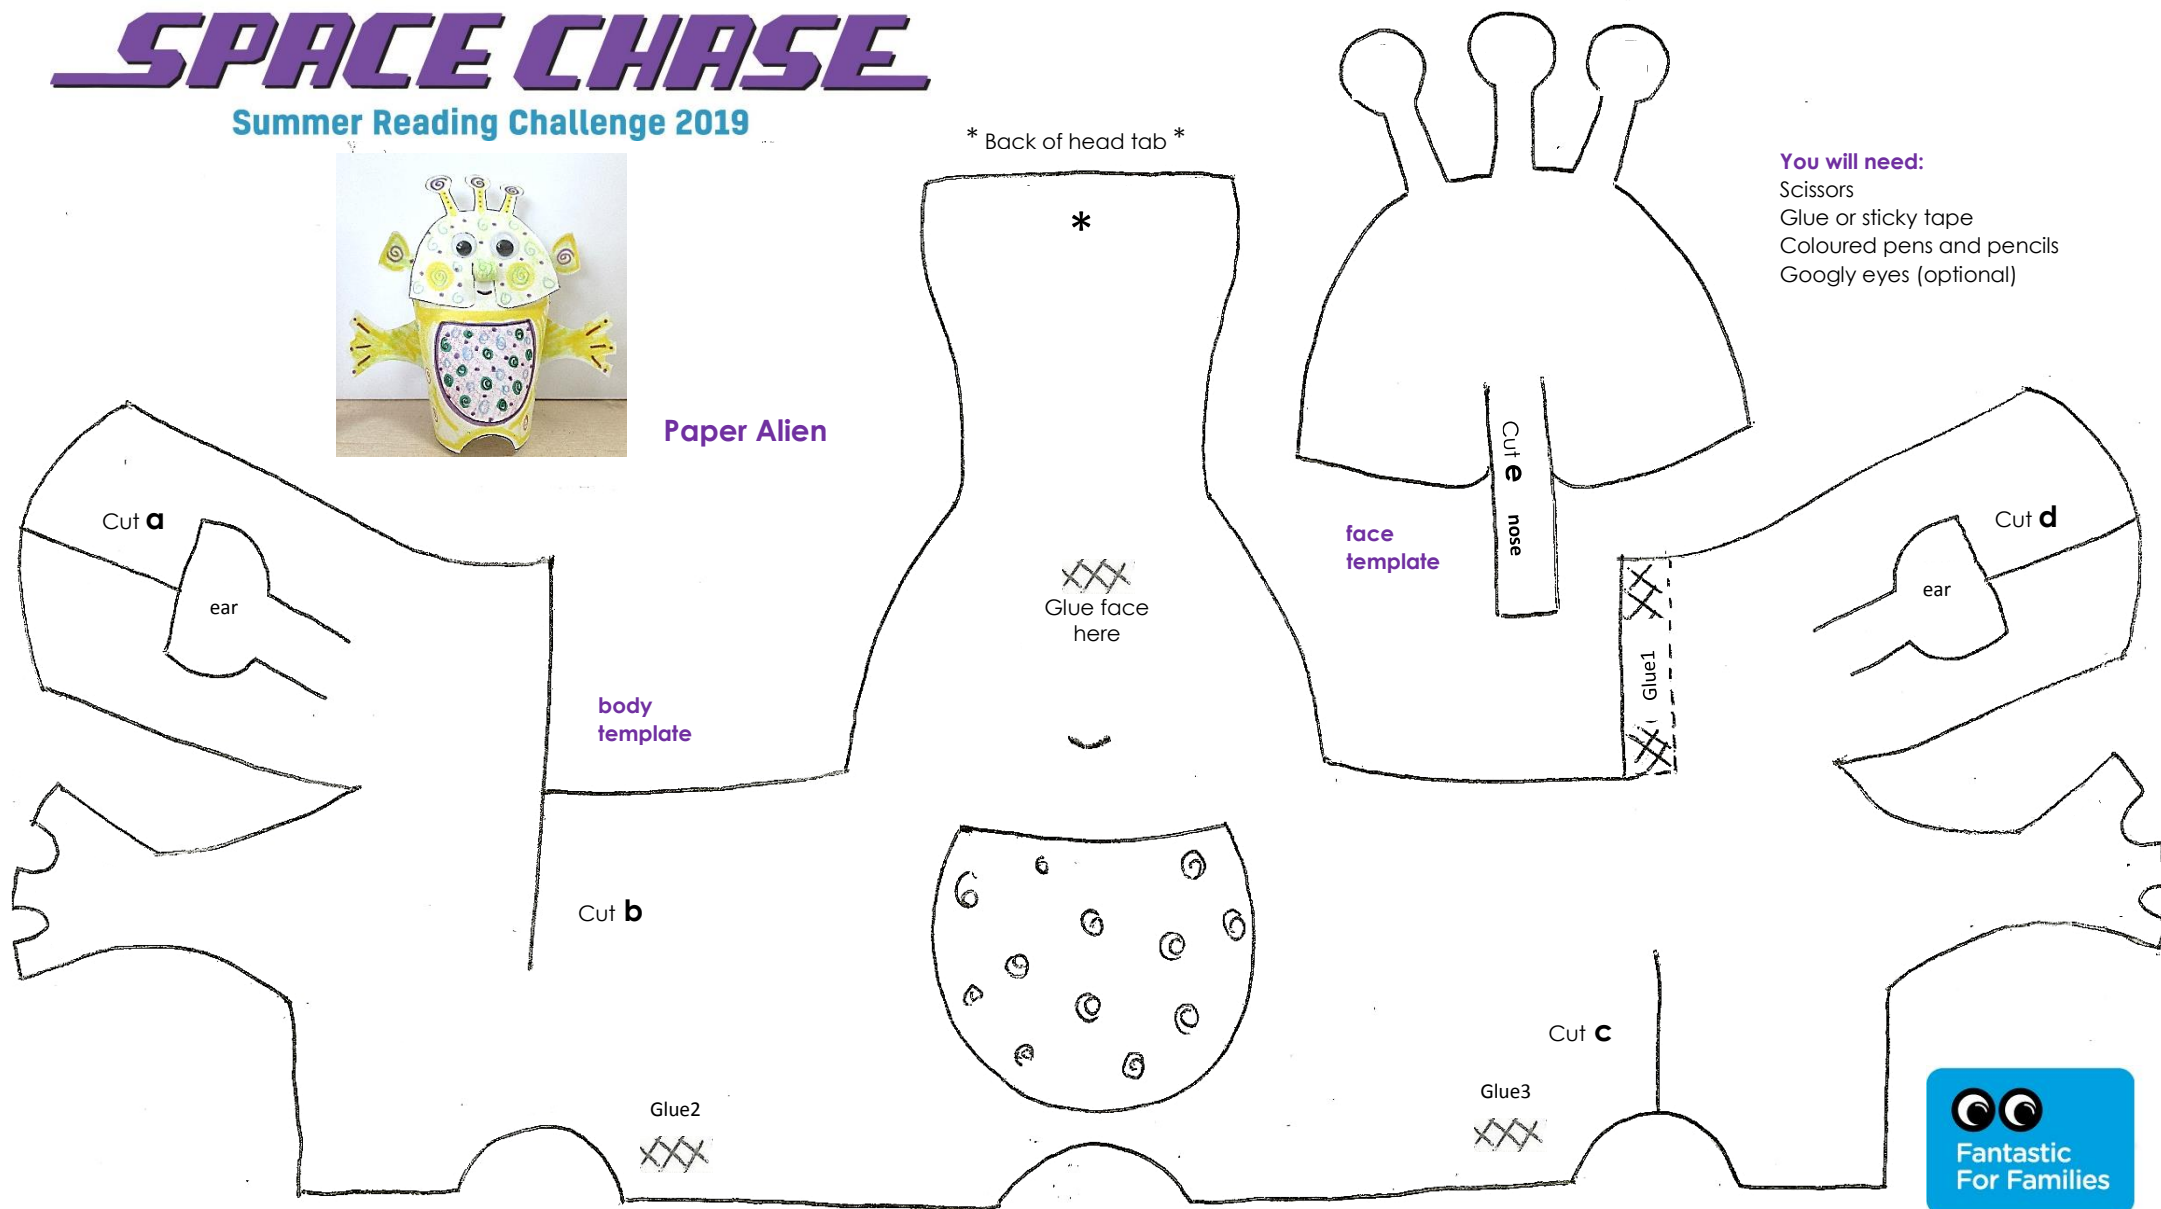 SPACE CHASE
Summer Reading Challenge 2019
* Back of head tab *
*
You will need:
Scissors
Glue or sticky tape
Coloured pens and pencils
Googly eyes (optional)
Paper Alien
Cut a
ear
body
template
Glue face
here
Cut e nose
face
template
Glue1
Cut d
ear
Cut b
Cut c
Glue2
Glue3
Fantastic
For Families